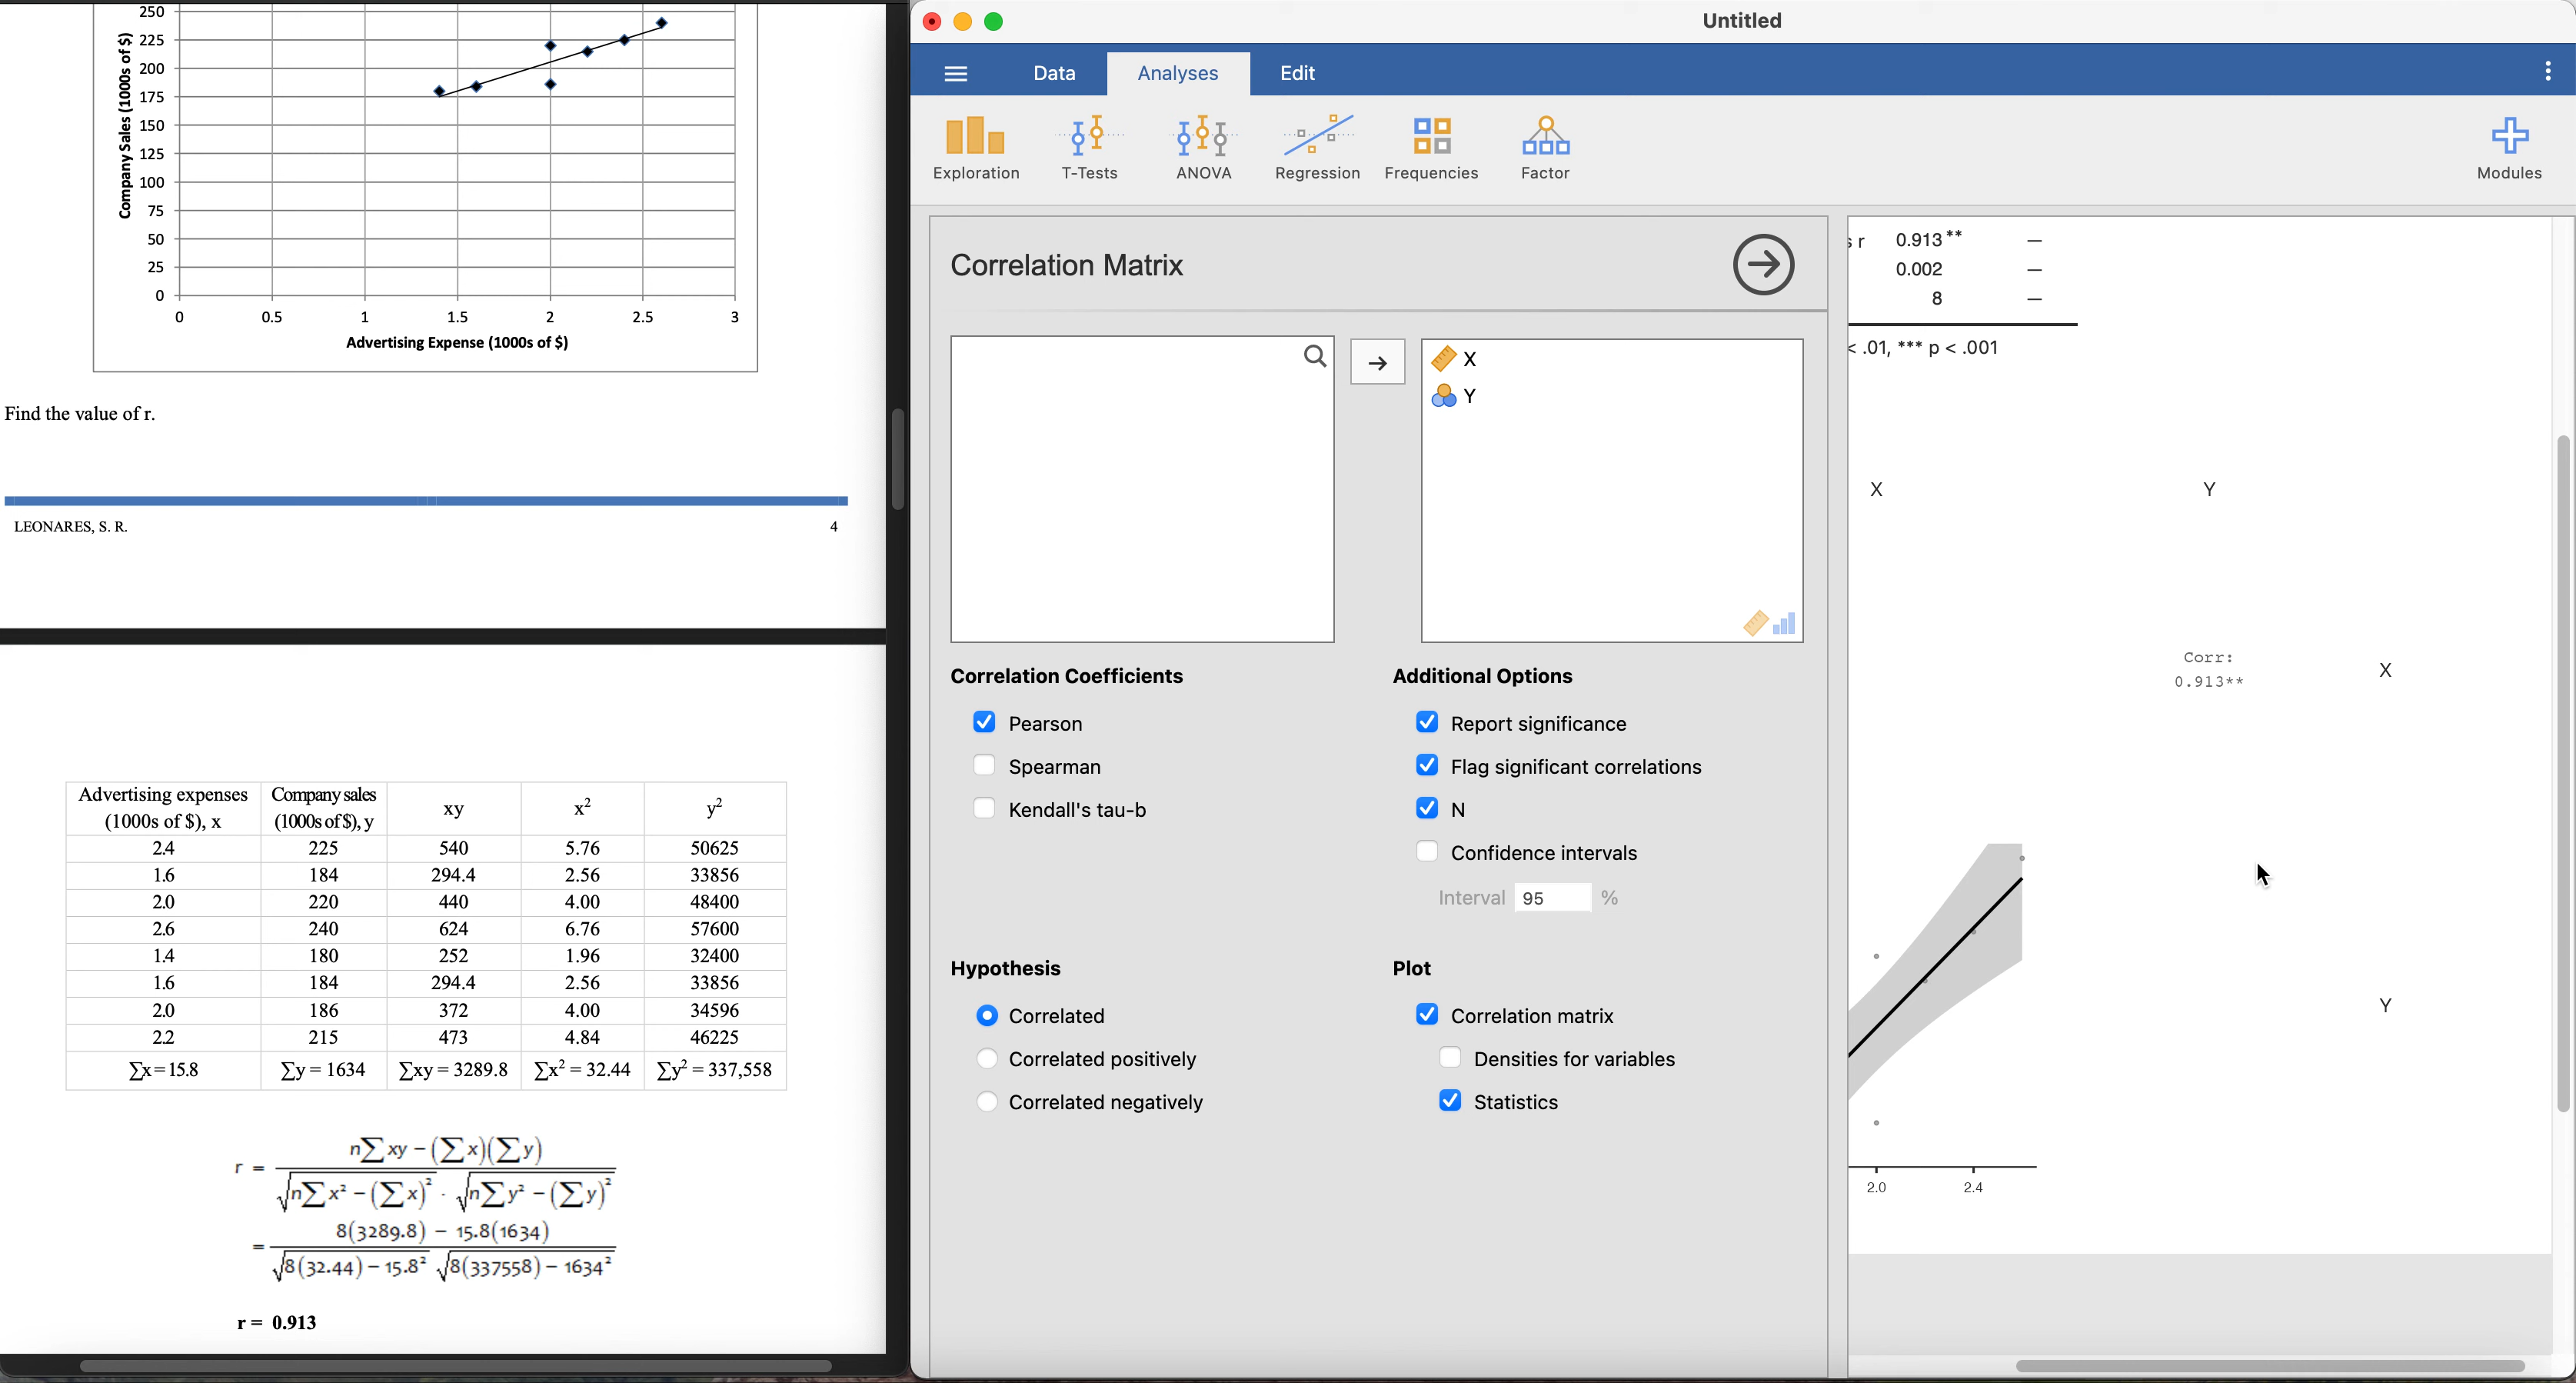 250
225
200
175
150
125
100
75
50
25
0
Company Sales (1000s of $)
0 0.5 1 1.5 2 2.5 3
Advertising Expense (1000s of $)
Find the value of r.
LEONARES, S. R. 4
Advertising expenses (1000s of $), x Company sales (1000s of $), y xy x² y²
2.4 225 540 5.76 50625
1.6 184 294.4 2.56 33856
2.0 220 440 4.00 48400
2.6 240 624 6.76 57600
1.4 180 252 1.96 32400
1.6 184 294.4 2.56 33856
2.0 186 372 4.00 34596
2.2 215 473 4.84 46225
∑x=15.8 ∑y = 1634 ∑xy = 3289.8 ∑x² = 32.44 ∑y² = 337,558
r = n∑xy − (∑x)(∑y)
√n∑x² − (∑x)² · √n∑y² − (∑y)²
= 8(3289.8) − 15.8(1634)
√8(32.44) − 15.8² √8(337558) − 1634²
r = 0.913
Untitled
Data Analyses Edit
Exploration T-Tests ANOVA Regression Frequencies Factor Modules
Correlation Matrix
X
Y
Correlation Coefficients
Pearson
Spearman
Kendall's tau-b
Additional Options
Report significance
Flag significant correlations
N
Confidence intervals
Interval 95 %
Hypothesis
Correlated
Correlated positively
Correlated negatively
Plot
Correlation matrix
Densities for variables
Statistics
s r 0.913 ** —
0.002 —
8 —
< .01, *** p < .001
X Y
Corr:
0.913**
X
Y
2.0 2.4